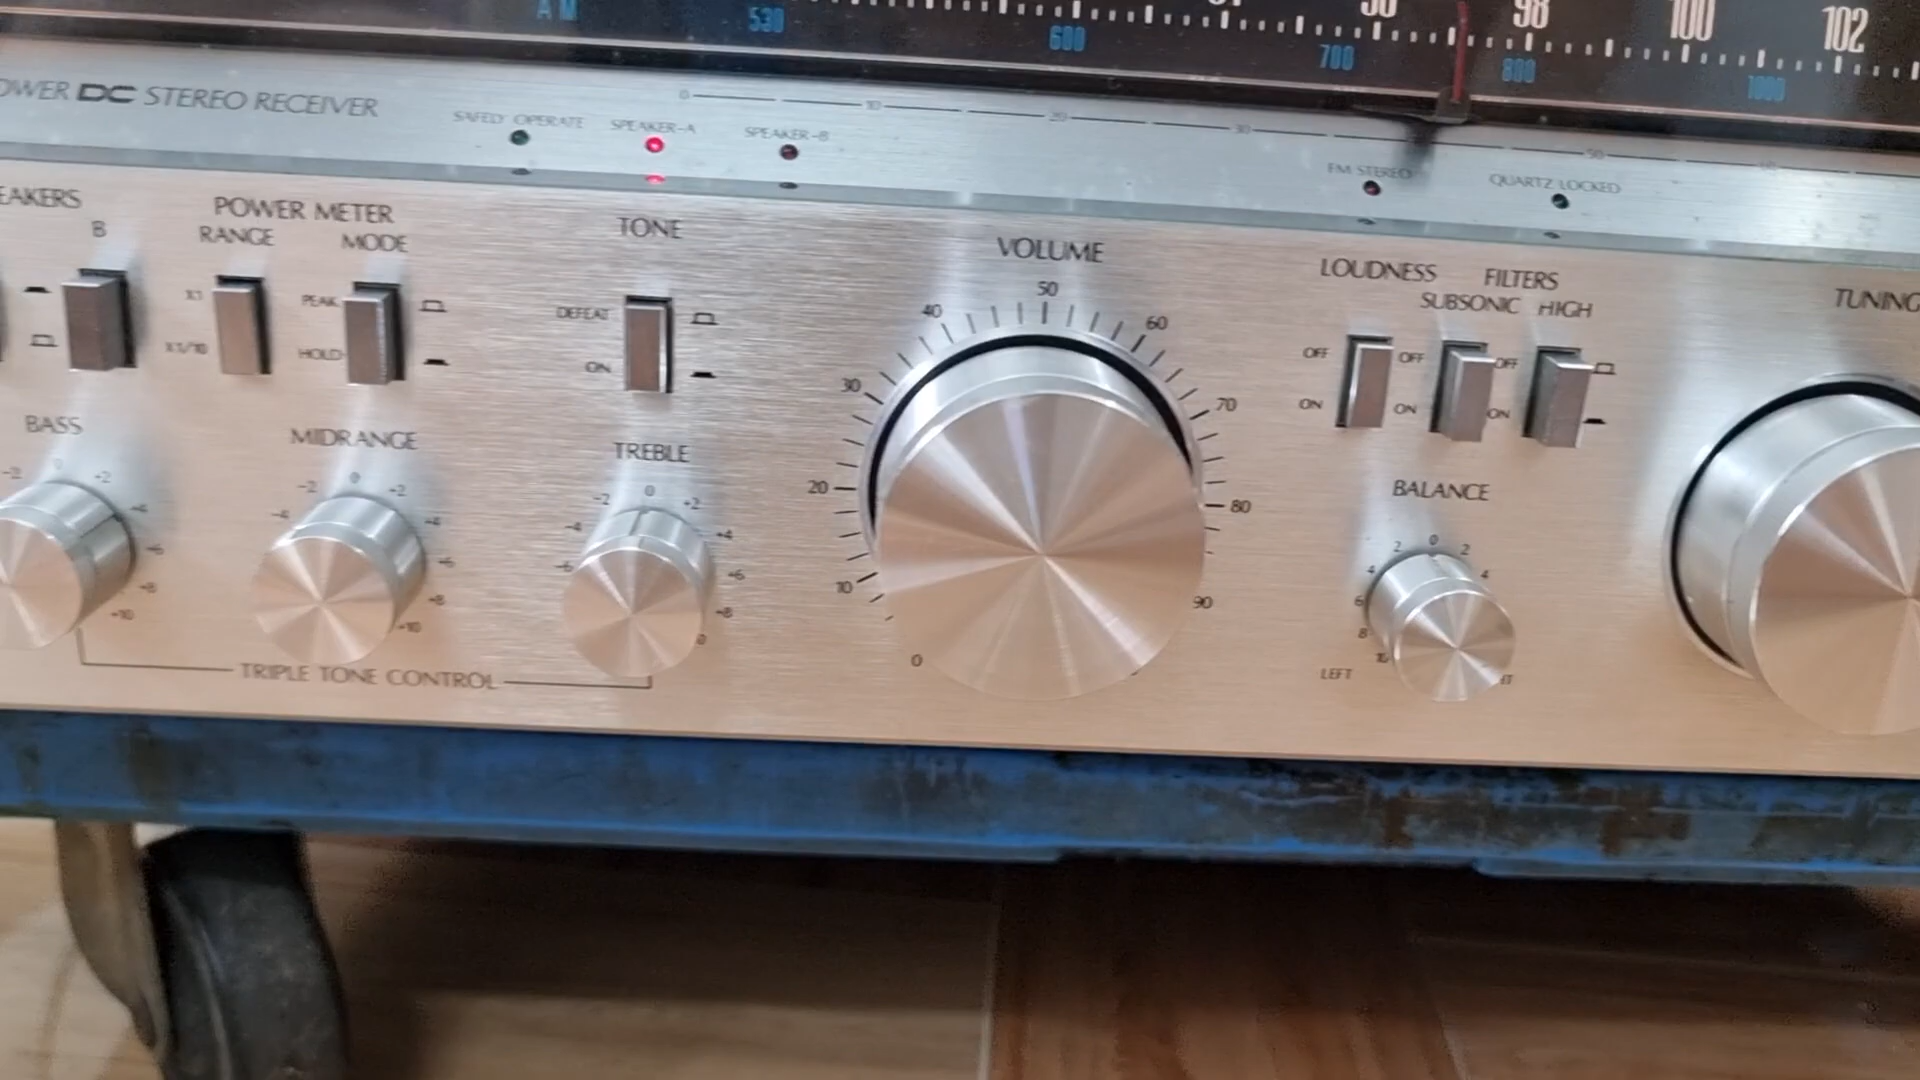 AM 530 600 700 800 1000
98 100 102
DC STEREO RECEIVER
0 10 20 30 50
SAFELY OPERATE SPEAKER-A SPEAKER-B
FM STEREO QUARTZ LOCKED
B
POWER METER
RANGE MODE
X1
X1/10
PEAK
HOLD
TONE
DEFEAT
ON
VOLUME
0 10 20 30 40 50 60 70 80 90
LOUDNESS FILTERS
SUBSONIC HIGH
OFF OFF OFF
ON ON ON
TUNING
BASS
-2 0 +2 +4 +6 +8 +10
MIDRANGE
-4 -2 0 +2 +4 +6 +8 +10
TREBLE
-6 -4 -2 0 +2 +4 +6 +8
BALANCE
10 8 6 4 2 0 2 4
LEFT
TRIPLE TONE CONTROL